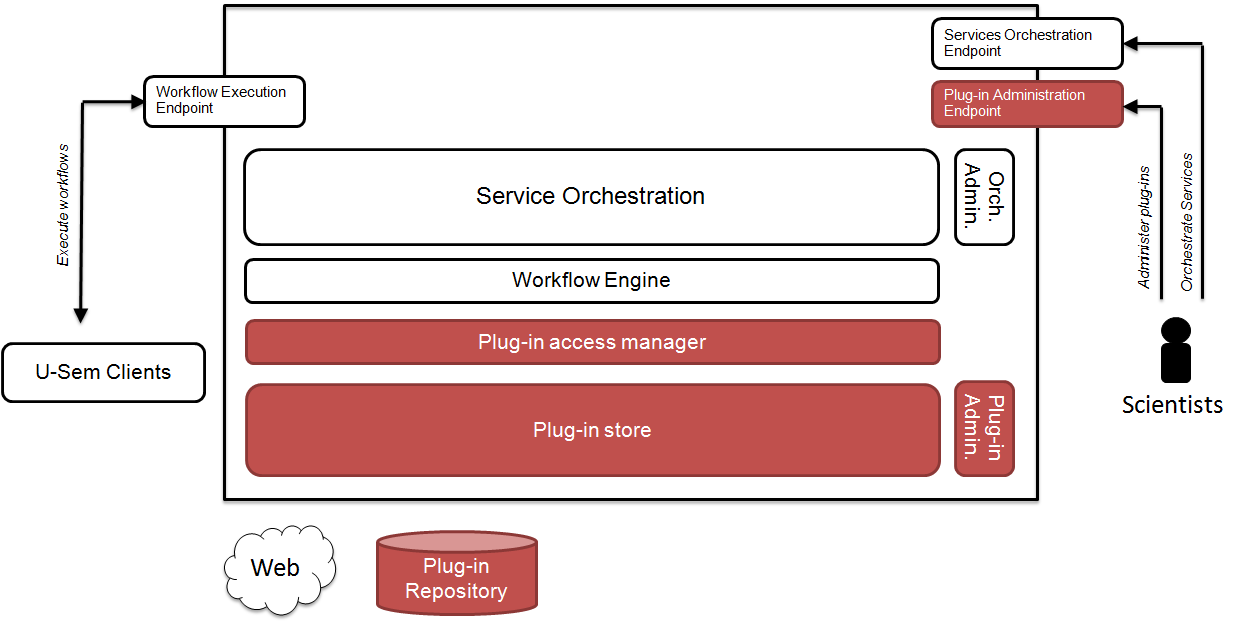 Services Orchestration
Endpoint
Workflow Execution
Endpoint
Plug-in Administration
Endpoint
Execute workflows
Administer plug-ins
Orchestrate Services
Service Orchestration
Orch.
Admin.
Workflow Engine
Plug-in access manager
U-Sem Clients
Scientists
Plug-in store
Plug-in
Admin.
Web
Plug-in
Repository